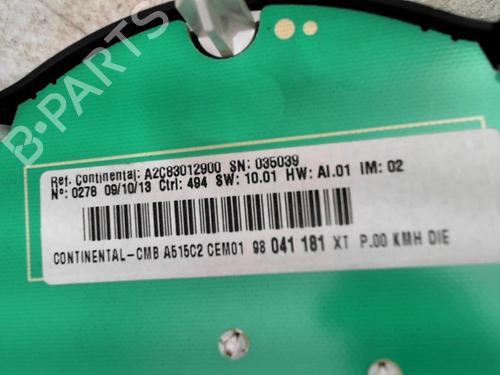 B-PARTS
Ref. Continental: A2C83012900 SN: 035039
N°: 0278 09/10/13 Ctrl: 494 SW: 10.01 HW: AI.01 IM: 02
CONTINENTAL-CMB A515C2 CEM01 98 041 181 XT P.00 KMH DIE